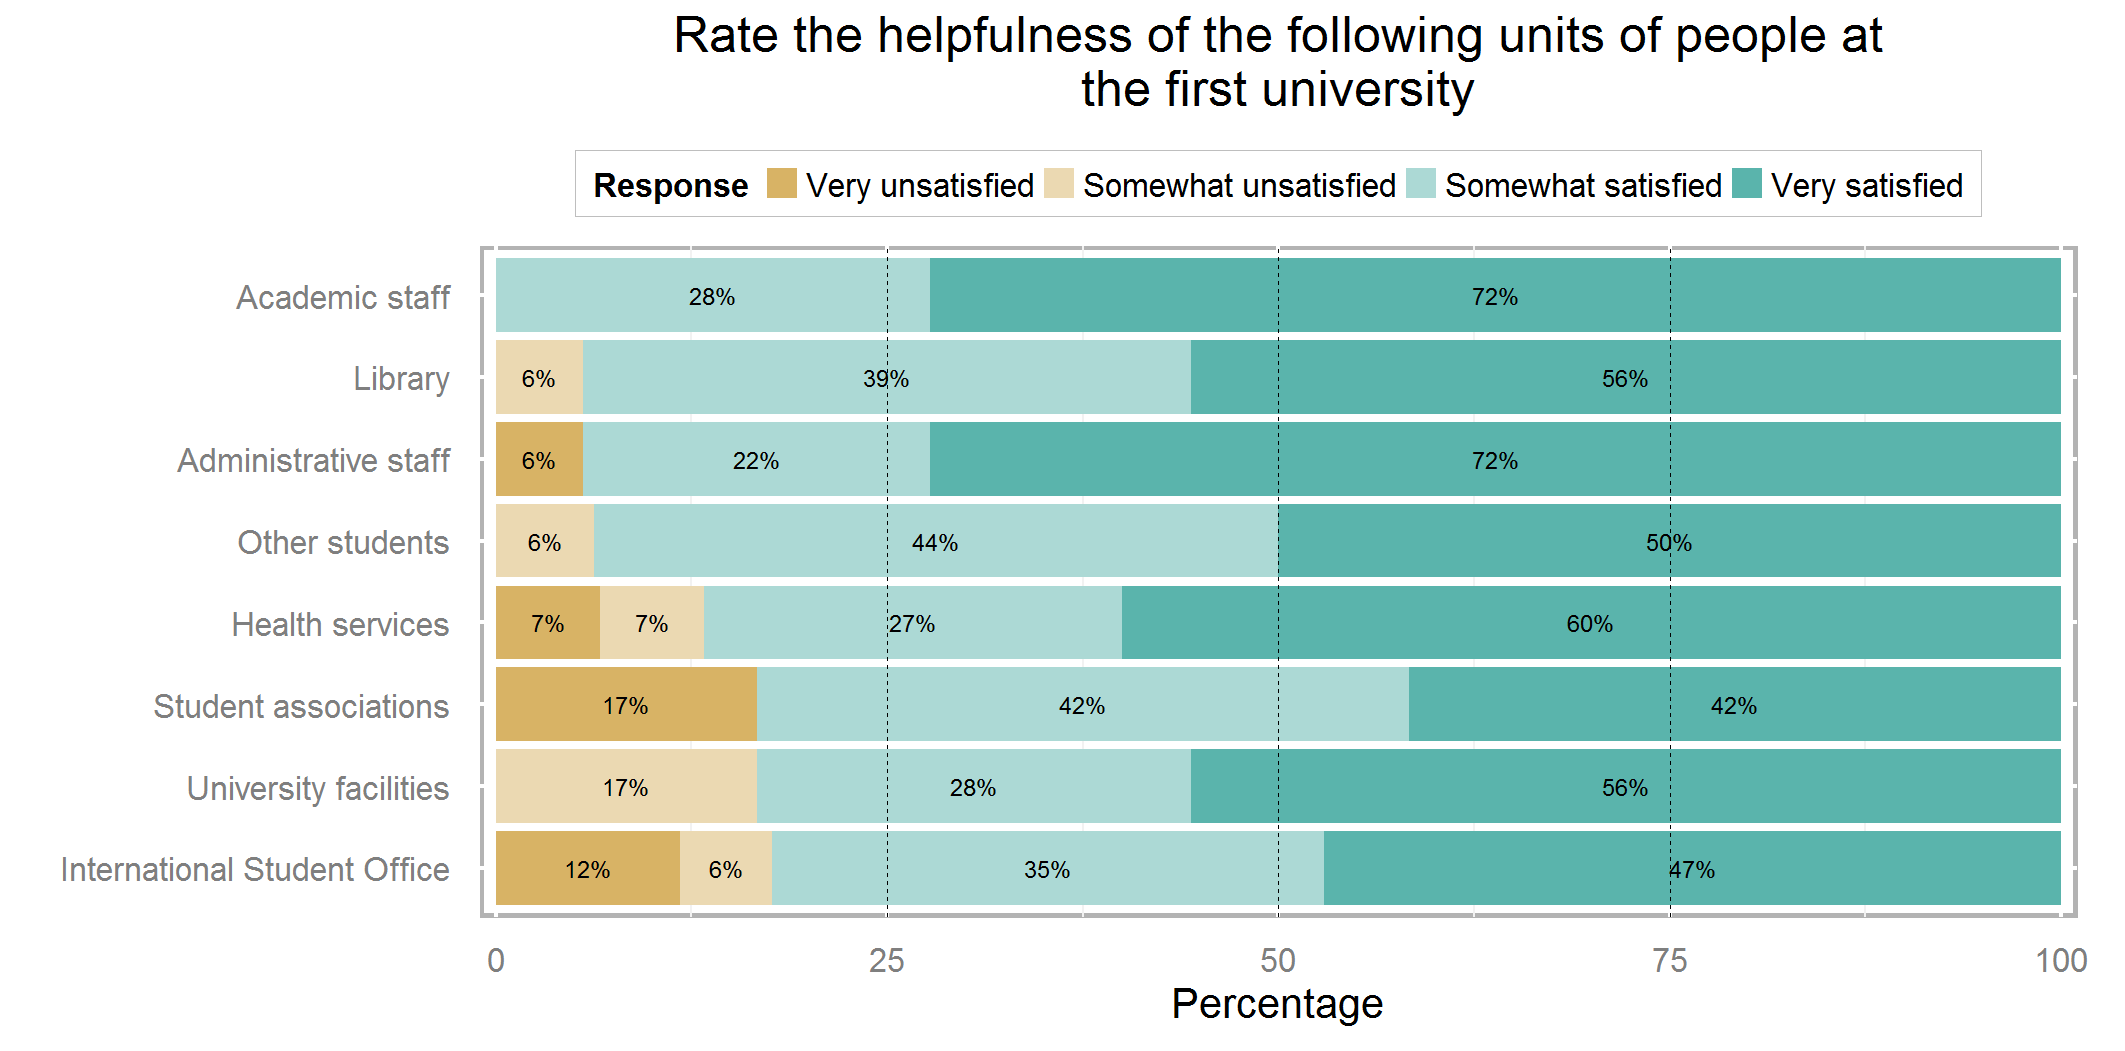 Rate the helpfulness of the following units of people at
the first university
Response Very unsatisfied Somewhat unsatisfied Somewhat satisfied Very satisfied
Academic staff 28% 72%
Library 6% 39% 56%
Administrative staff 6% 22% 72%
Other students 6% 44% 50%
Health services 7% 7% 27% 60%
Student associations 17% 42% 42%
University facilities 17% 28% 56%
International Student Office 12% 6% 35% 47%
0 25 50 75 100
Percentage